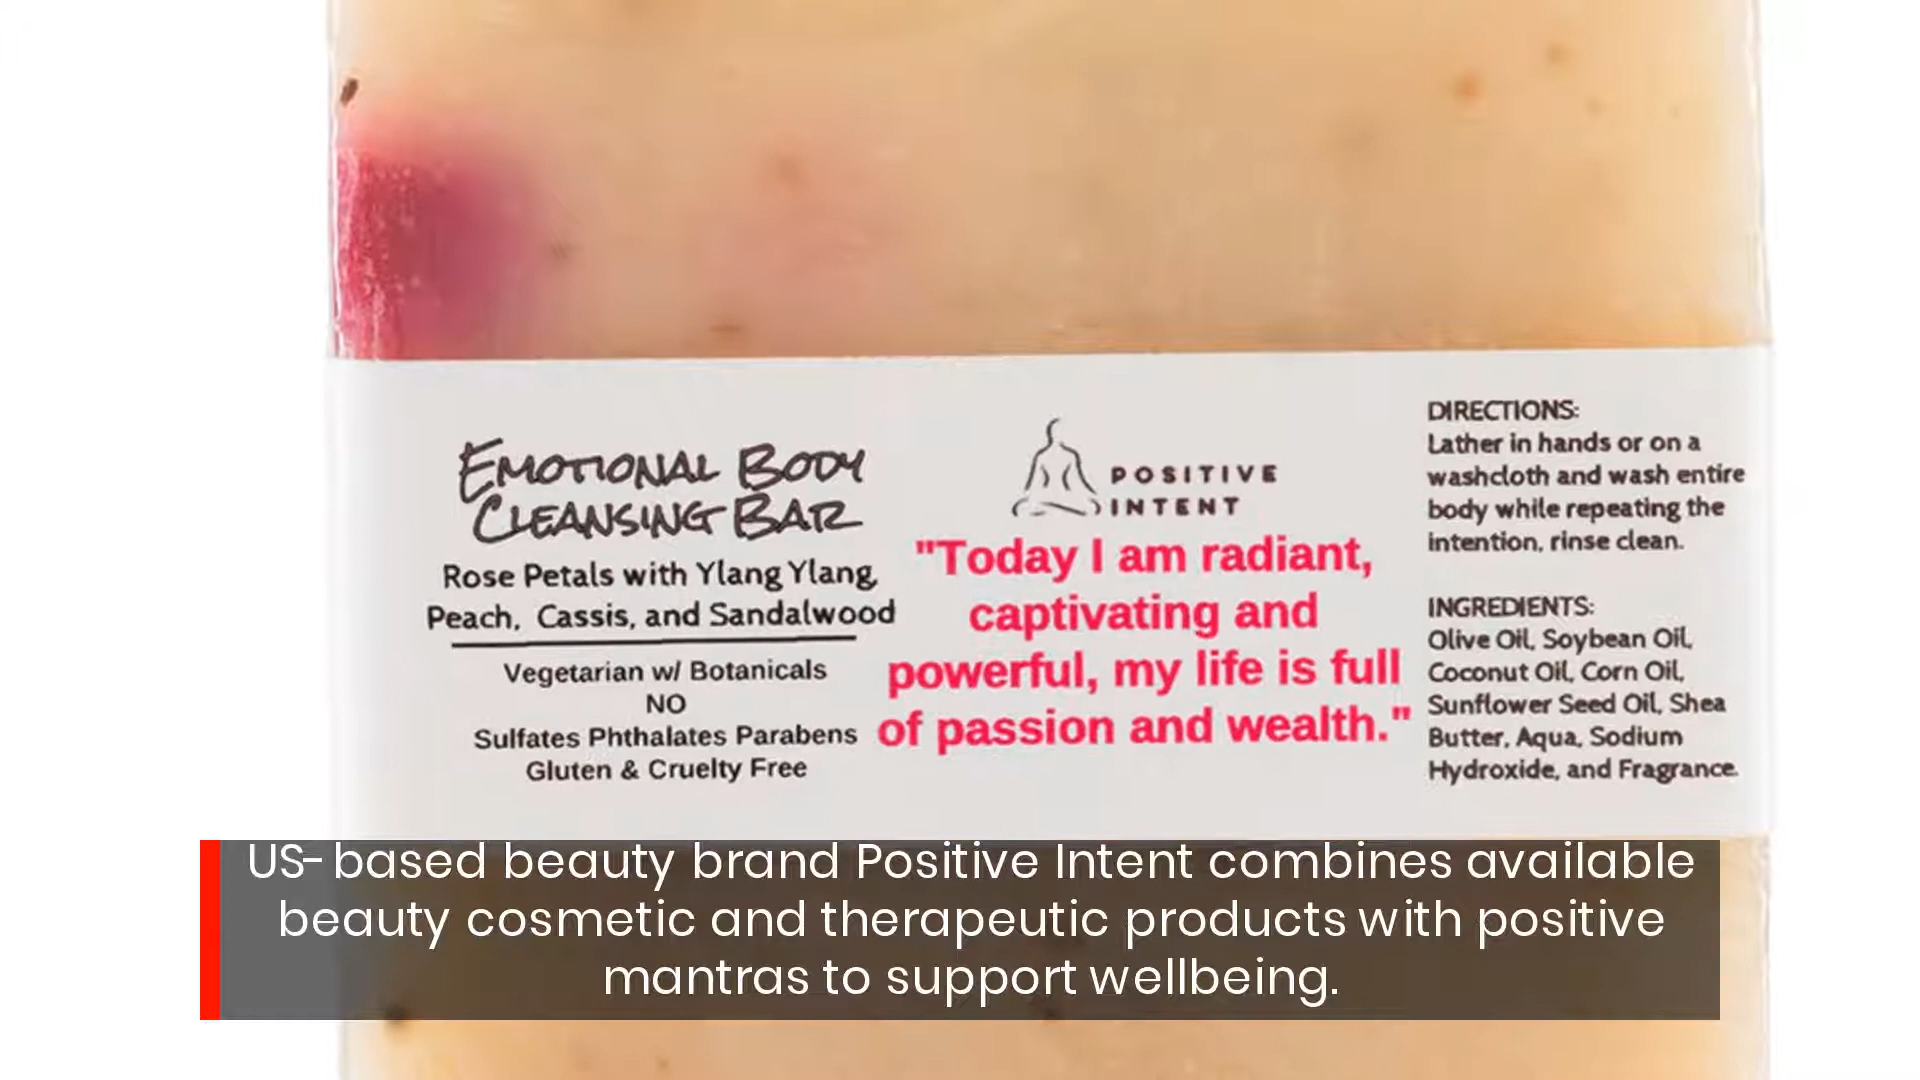 EMOTIONAL BODY
CLEANSING BAR
Rose Petals with Ylang Ylang,
Peach, Cassis, and Sandalwood
Vegetarian w/ Botanicals
NO
Sulfates Phthalates Parabens
Gluten & Cruelty Free
POSITIVE
INTENT
"Today I am radiant,
captivating and
powerful, my life is full
of passion and wealth."
DIRECTIONS:
Lather in hands or on a
washcloth and wash entire
body while repeating the
intention, rinse clean.
INGREDIENTS:
Olive Oil, Soybean Oil,
Coconut Oil, Corn Oil,
Sunflower Seed Oil, Shea
Butter, Aqua, Sodium
Hydroxide, and Fragrance.
US-based beauty brand Positive Intent combines available
beauty cosmetic and therapeutic products with positive
mantras to support wellbeing.